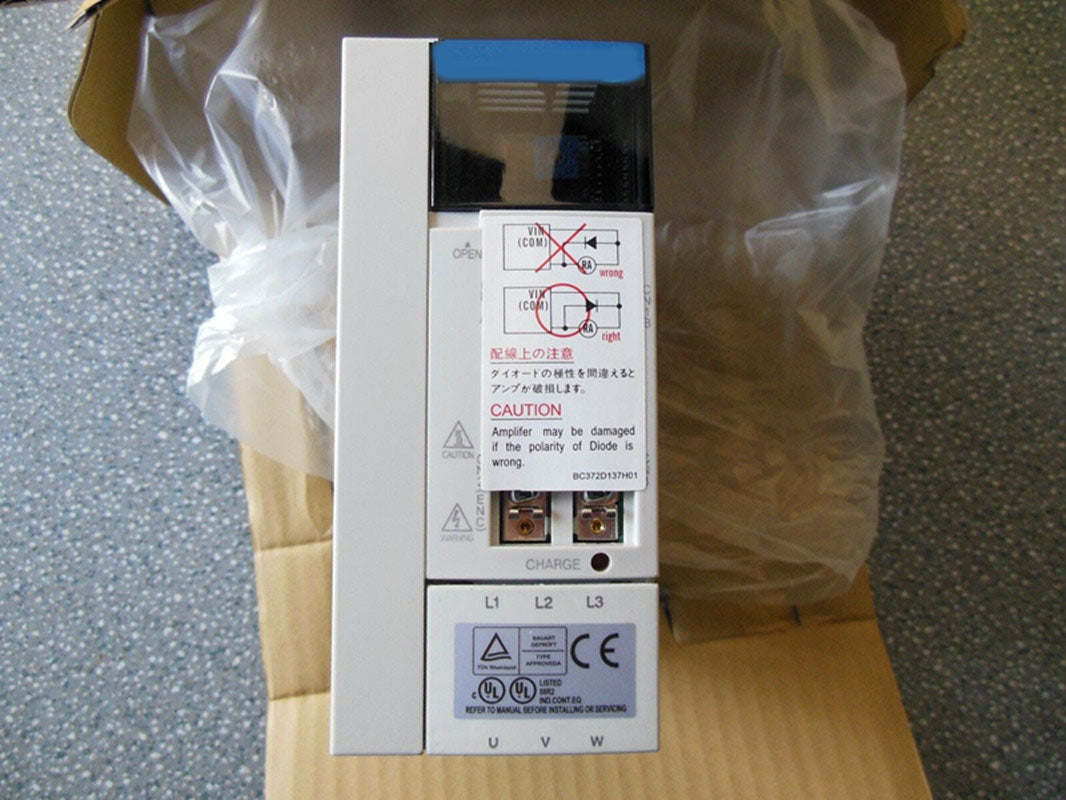 VIN
(COM)
RA
wrong
OPEN
VIN
(COM)
RA
right
配線上の注意
ダイオードの極性を間違えると
アンプが破損します。
CAUTION
Amplifer may be damaged
if the polarity of Diode is
wrong.
BC372D137H01
CAUTION
WARNING
ENC)
CHARGE
L1 L2 L3
TÜV Rheinland
BAUART
GEPRÜFT
TYPE
APPROVEDA
CE
c UL UL
LISTED
IND.CONT.EQ
REFER TO MANUAL BEFORE INSTALLING OR SERVICING
U V W